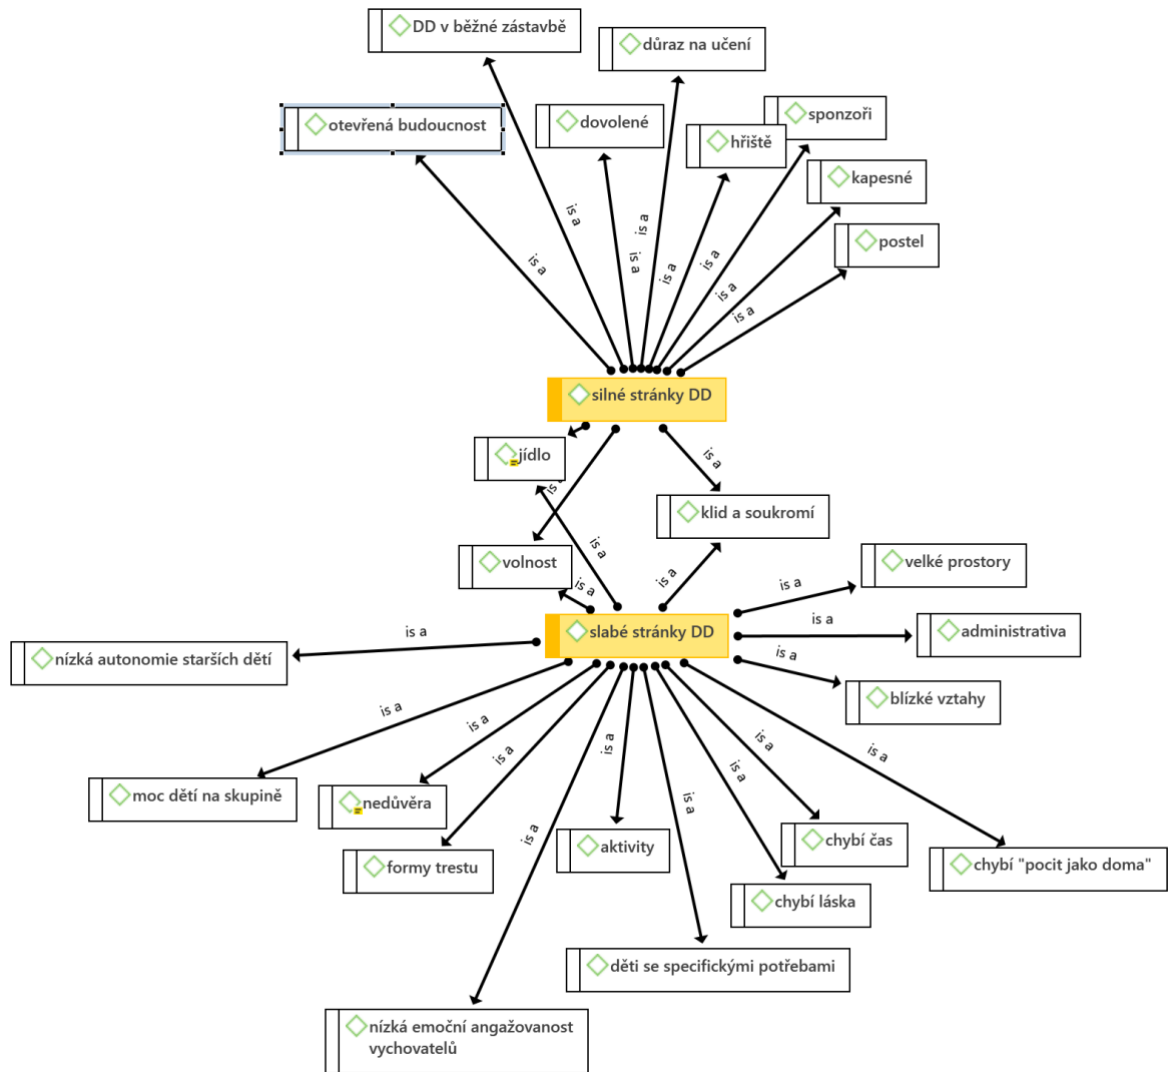 DD v běžné zástavbě
důraz na učení
otevřená budoucnost
dovolené
sponzoři
hřiště
kapesné
postel
is a
is a
is a
is a
is a
is a
is a
is a
silné stránky DD
jídlo
is a
is a
klid a soukromí
volnost
is a
is a
is a
velké prostory
is a
slabé stránky DD
is a
administrativa
is a
nízká autonomie starších dětí
is a
blízké vztahy
is a
is a
is a
is a
is a
is a
is a
is a
is a
moc dětí na skupině
nedůvěra
formy trestu
aktivity
chybí čas
chybí "pocit jako doma"
chybí láska
děti se specifickými potřebami
nízká emoční angažovanost
vychovatelů